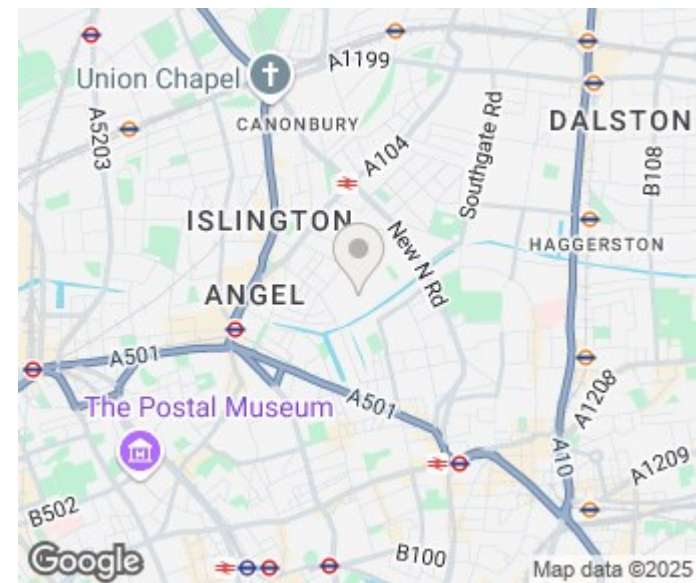 A1199
Union Chapel
A5203
CANONBURY
A104
Southgate Rd
DALSTON
B108
ISLINGTON
New N Rd
HAGGERSTON
ANGEL
A501
The Postal Museum
A501
A1208
A10
A1209
B502
B100
Google
Map data ©2025